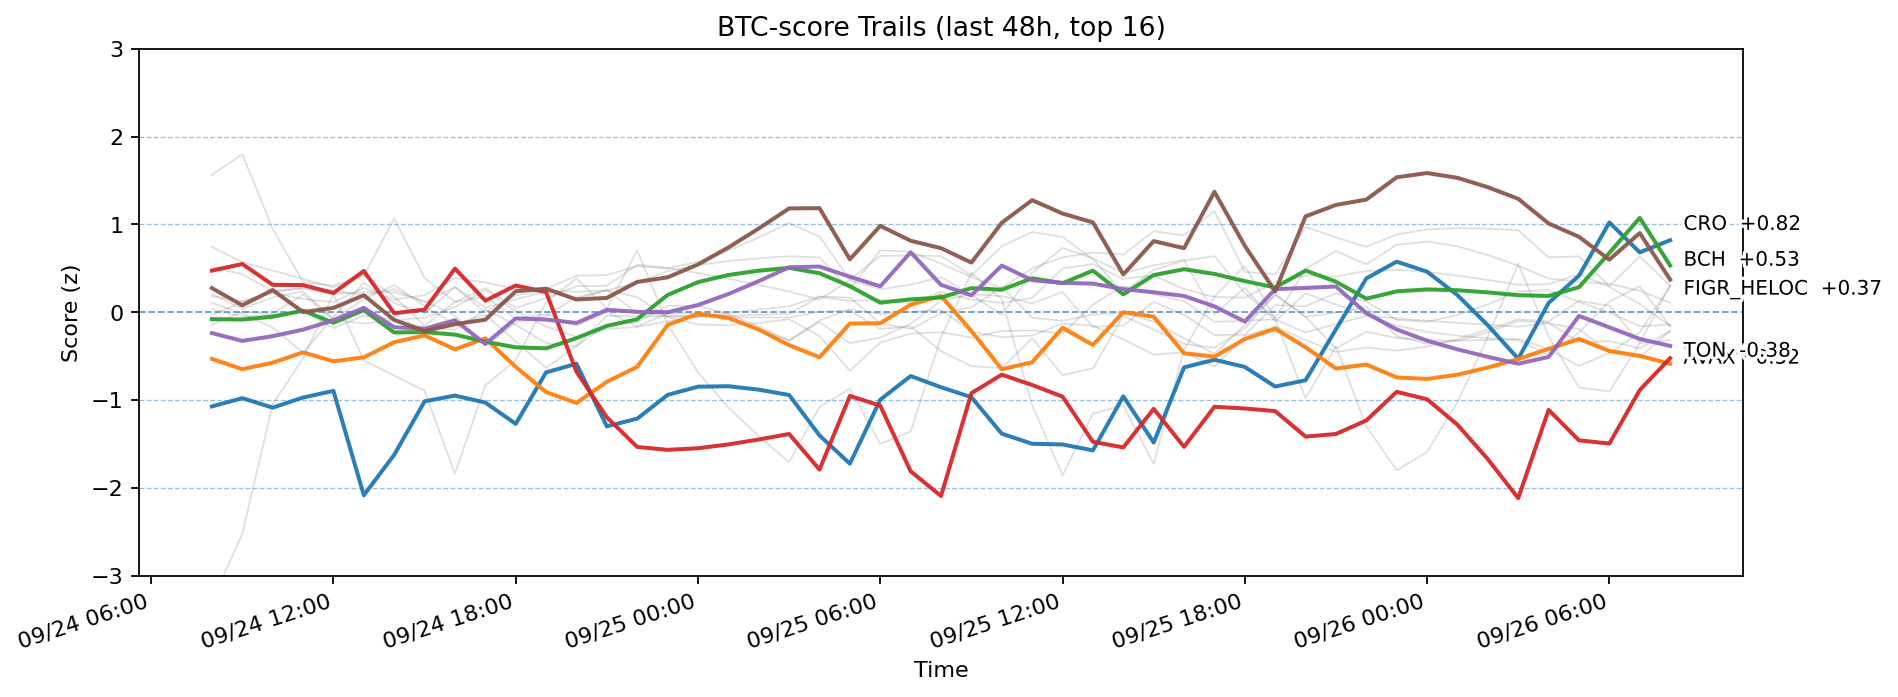 BTC-score Trails (last 48h, top 16)
Score (z)
3
2
1
0
−1
−2
−3
CRO +0.82
BCH +0.53
FIGR_HELOC +0.37
TON -0.38
09/24 06:00
09/24 12:00
09/24 18:00
09/25 00:00
09/25 06:00
09/25 12:00
09/25 18:00
09/26 00:00
09/26 06:00
Time